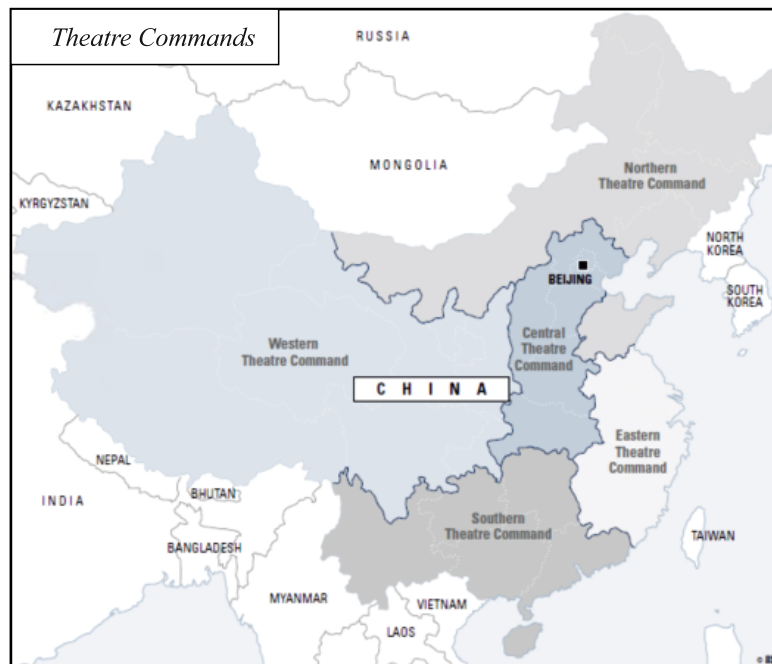 Theatre Commands
RUSSIA
KAZAKHSTAN
MONGOLIA
Northern
Theatre Command
KYRGYZSTAN
NORTH
KOREA
BEIJING
SOUTH
KOREA
Western
Theatre Command
Central
Theatre
Command
CHINA
Eastern
Theatre
Command
NEPAL
BHUTAN
INDIA
Southern
Theatre Command
TAIWAN
BANGLADESH
MYANMAR
VIETNAM
LAOS